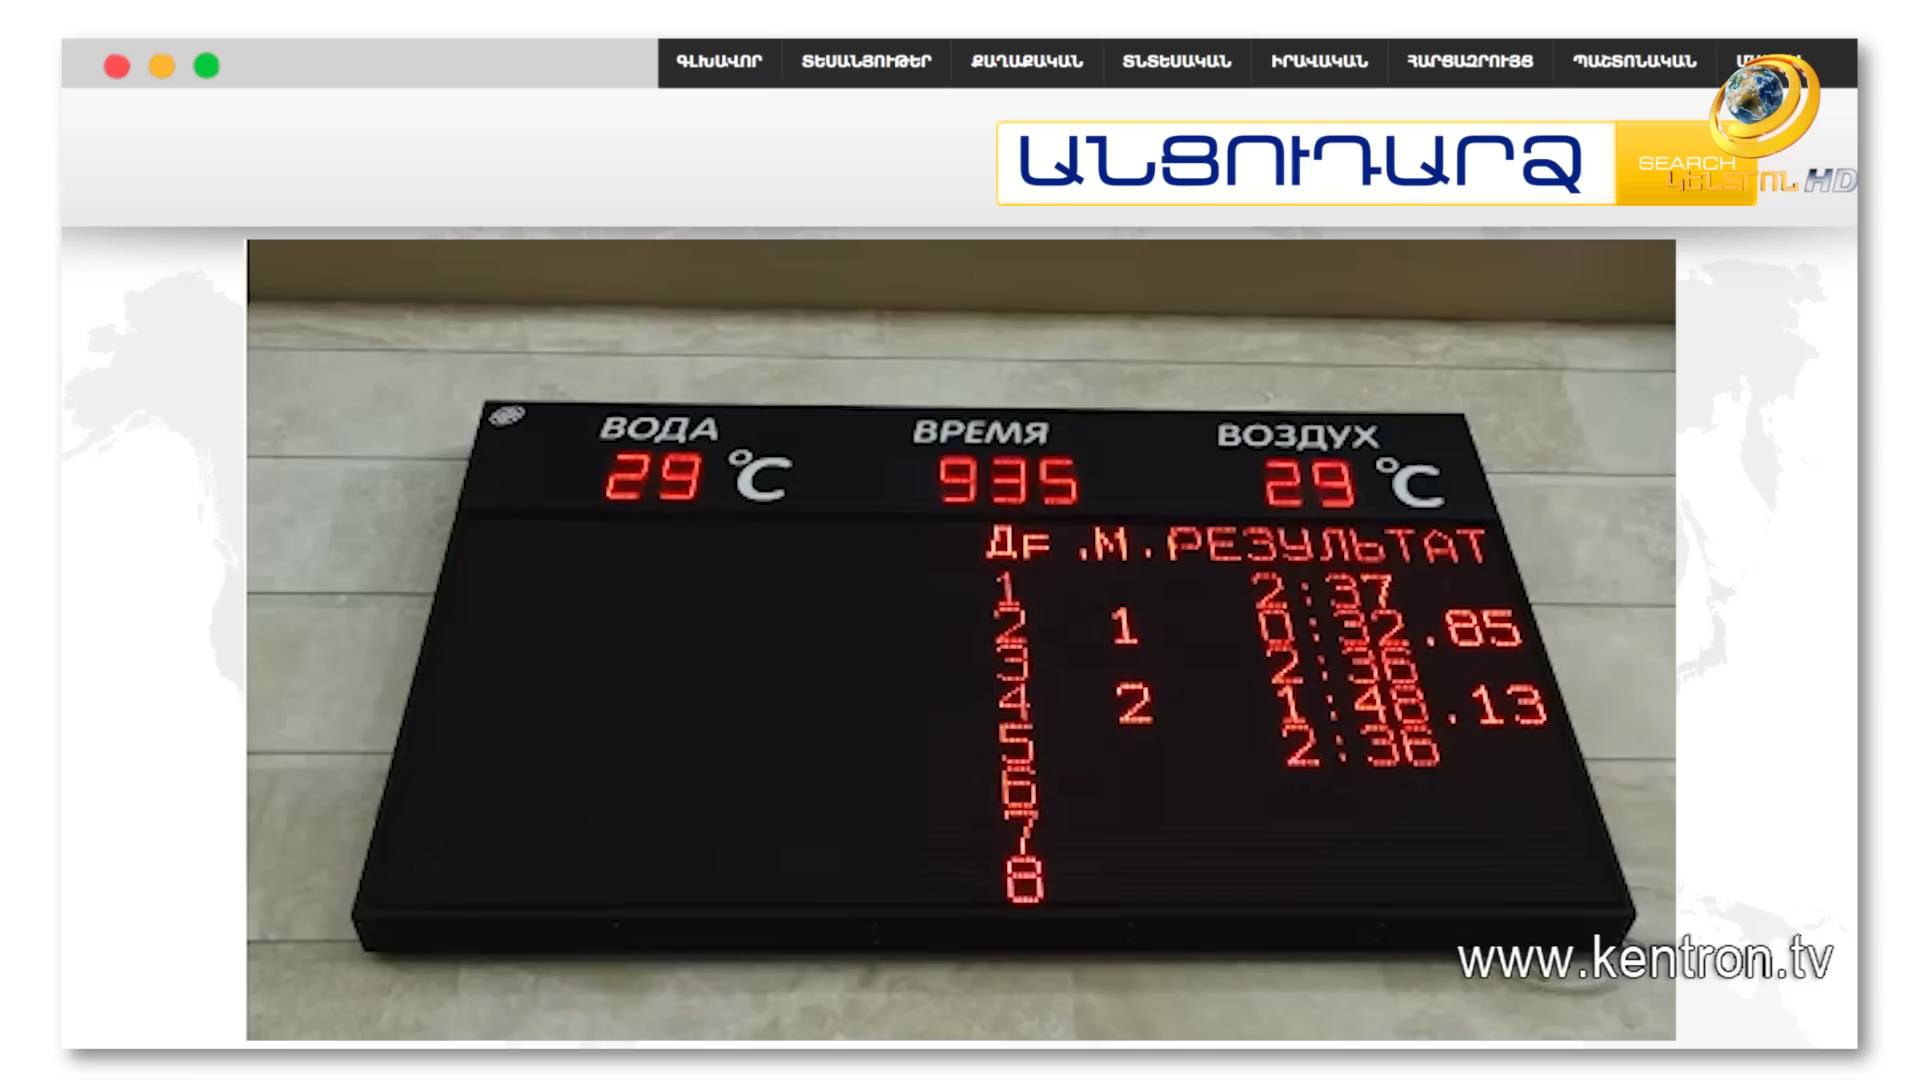 ԳԼԽԱՎՈՐ ՏԵՍԱՆՅՈՒԹԵՐ ՔԱՂԱՔԱԿԱՆ ՏՆՏԵՍԱԿԱՆ ԻՐԱՎԱԿԱՆ ՀԱՐՑԱԶՐՈՒՅՑ ՊԱՇՏՈՆԱԿԱՆ
ԱՆՑՈՒԴԱՐՁ
SEARCH
ԿԵՆՏՐՈՆ HD
ВОДА ВРЕМЯ ВОЗДУХ
29 °C 935 29 °C
М. РЕЗУЛЬТАТ
1 2:37
2 1 0:32.85
3 2:36
4 2 1:48.13
5 2:36
6
7
8
www.kentron.tv